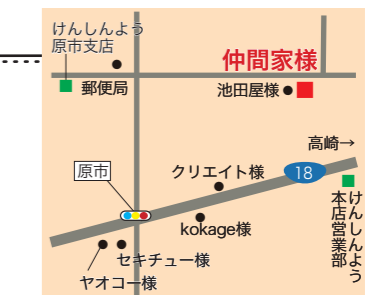 けんしんよう
原市支店
郵便局
仲間家様
池田屋様
高崎→
原市
クリエイト様
18
けんしんよう
本店営業部
kokage様
セキチュー様
ヤオコー様